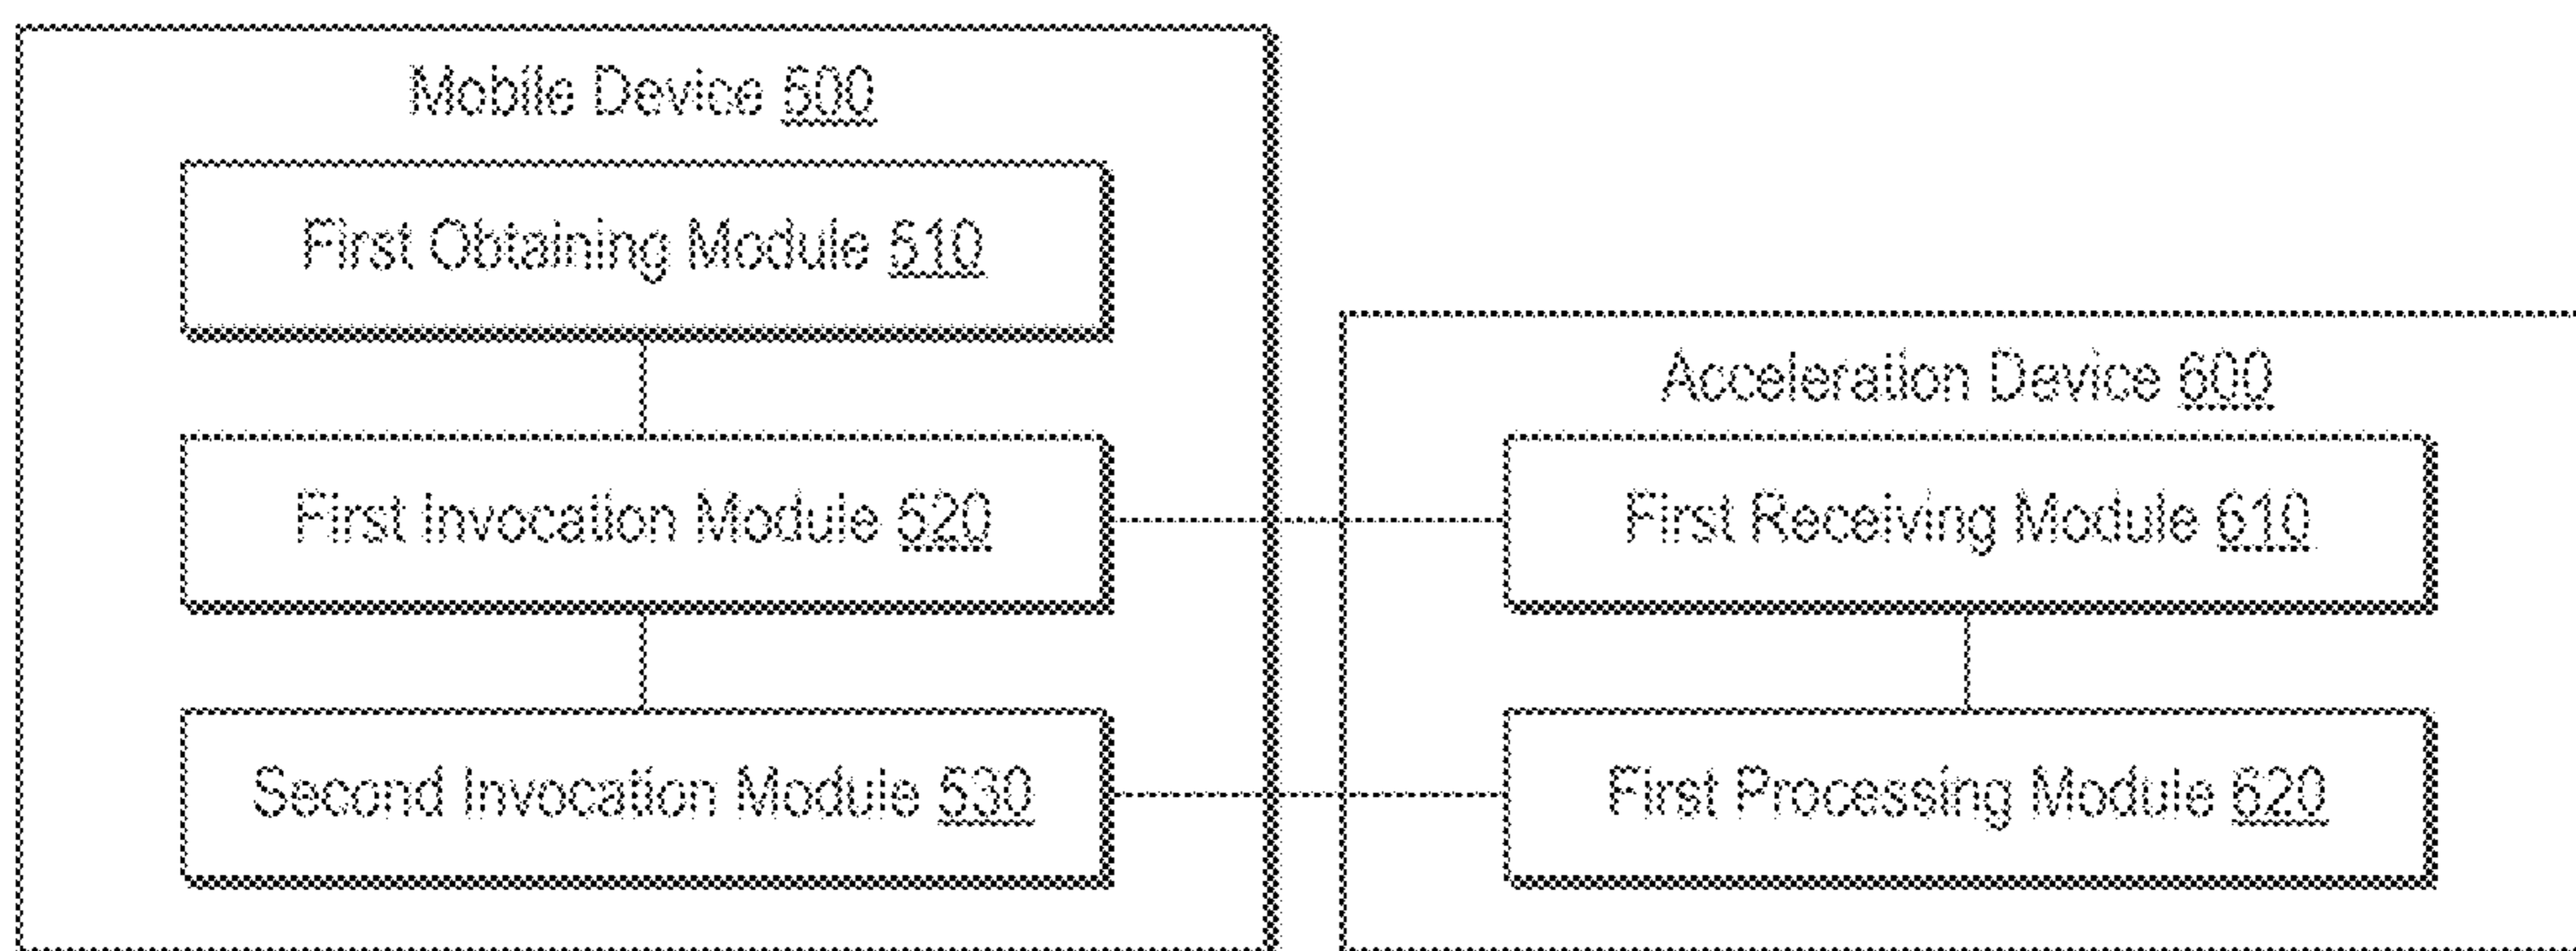 Mobile Device 500
First Obtaining Module 510
First Invocation Module 520
Second Invocation Module 530
Acceleration Device 600
First Receiving Module 610
First Processing Module 620